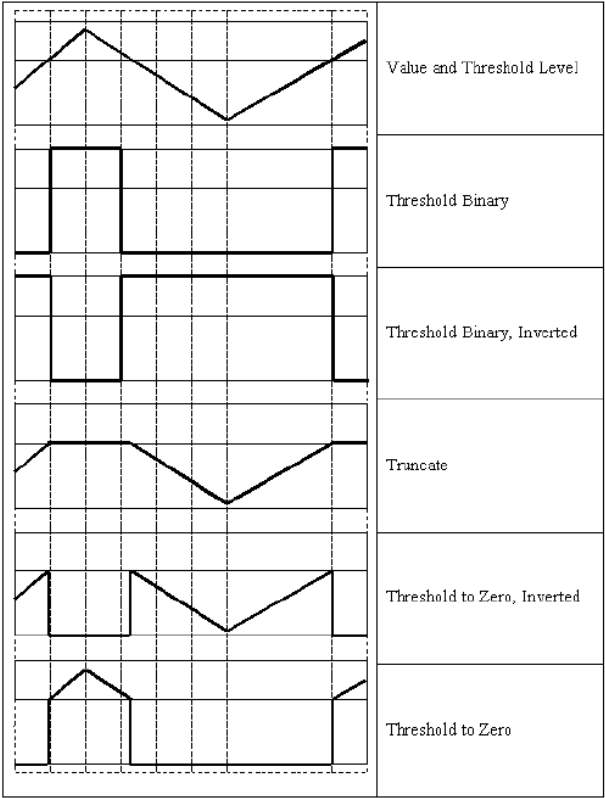 Value and Threshold Level
Threshold Binary
Threshold Binary, Inverted
Truncate
Threshold to Zero, Inverted
Threshold to Zero